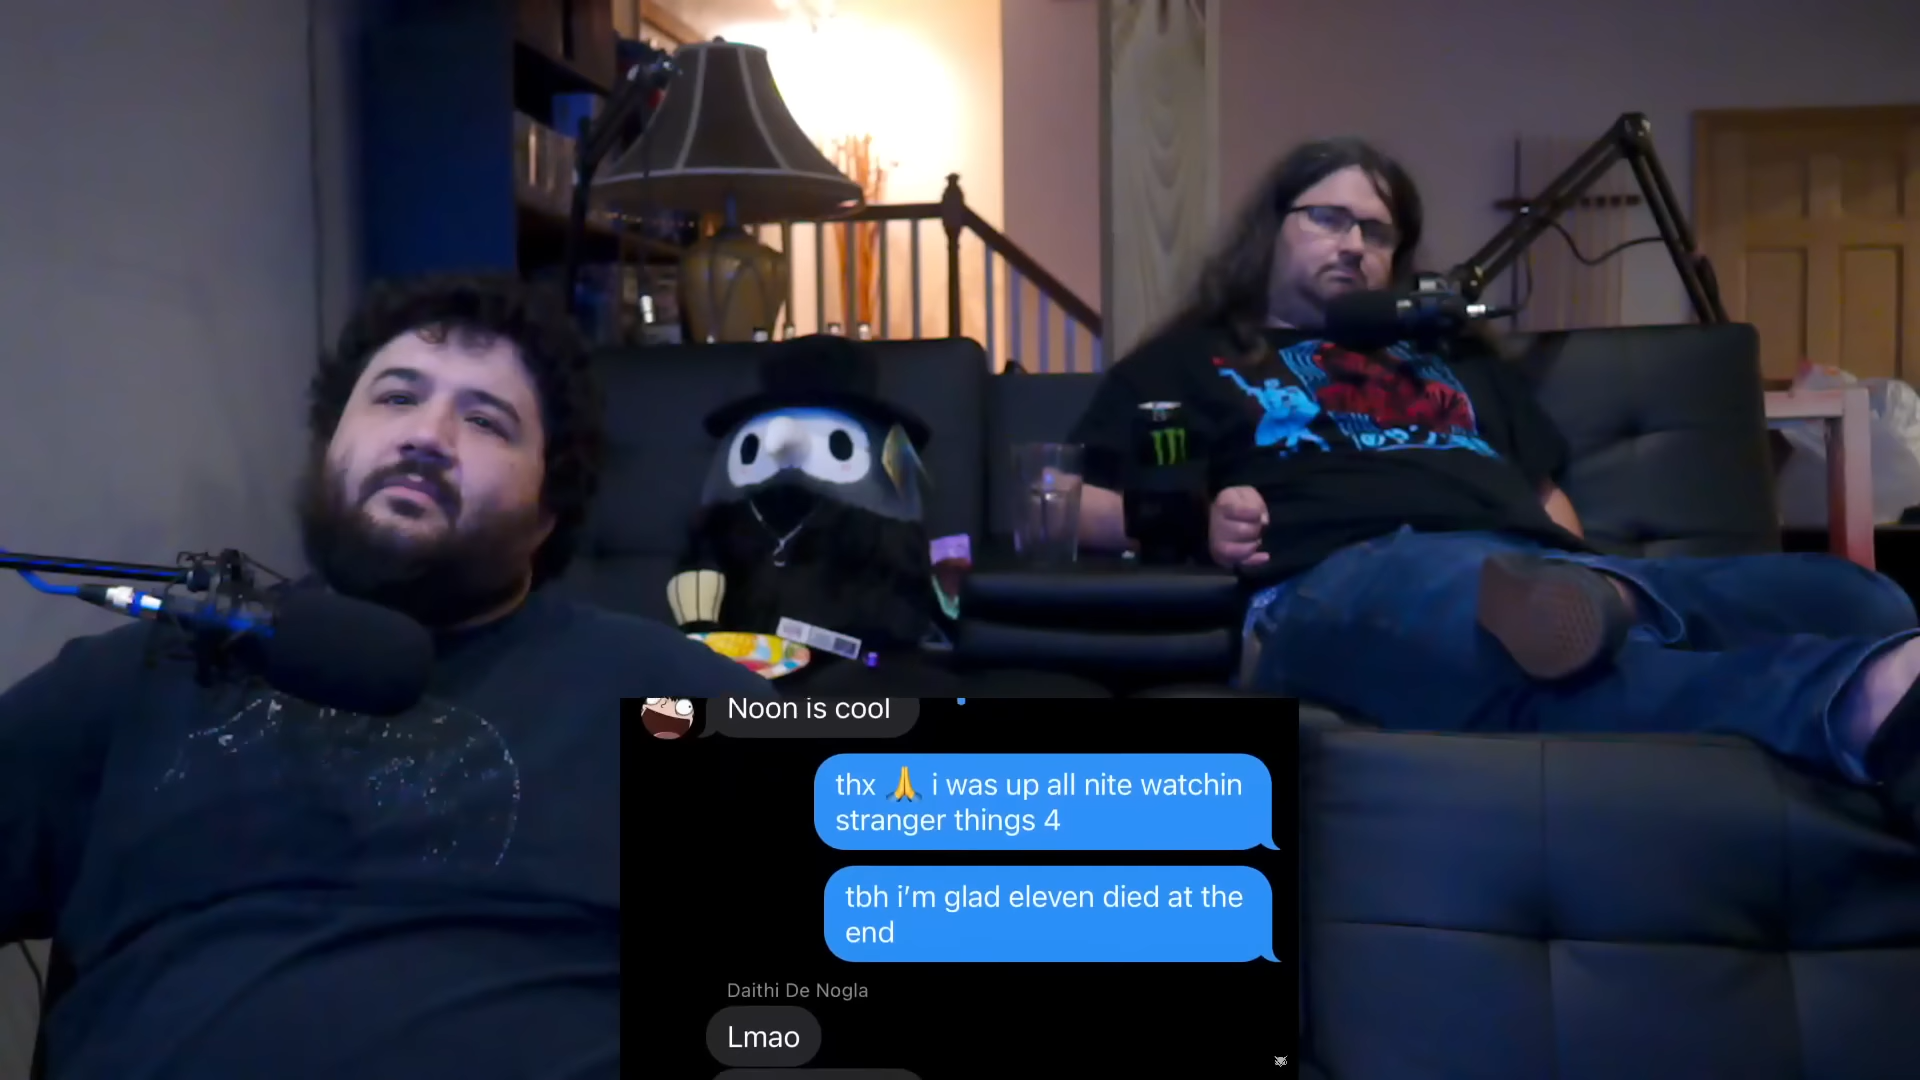 Noon is cool
thx 🙏 i was up all nite watchin
stranger things 4
tbh i’m glad eleven died at the
end
Daithi De Nogla
Lmao